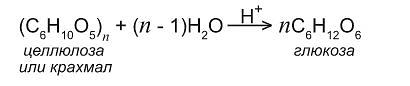 (C₆H₁₀O₅)ₙ + (n - 1)H₂O —H⁺→ nC₆H₁₂O₆
целлюлоза глюкоза
или крахмал